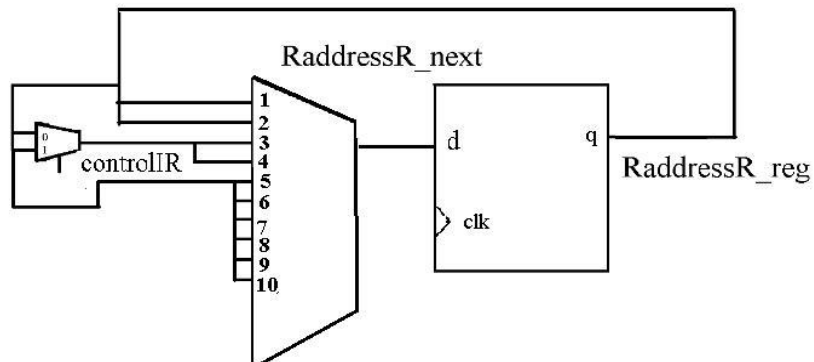 RaddressR_next
0
1
controlIR
1
2
3
4
5
6
7
8
9
10
d
q
clk
RaddressR_reg